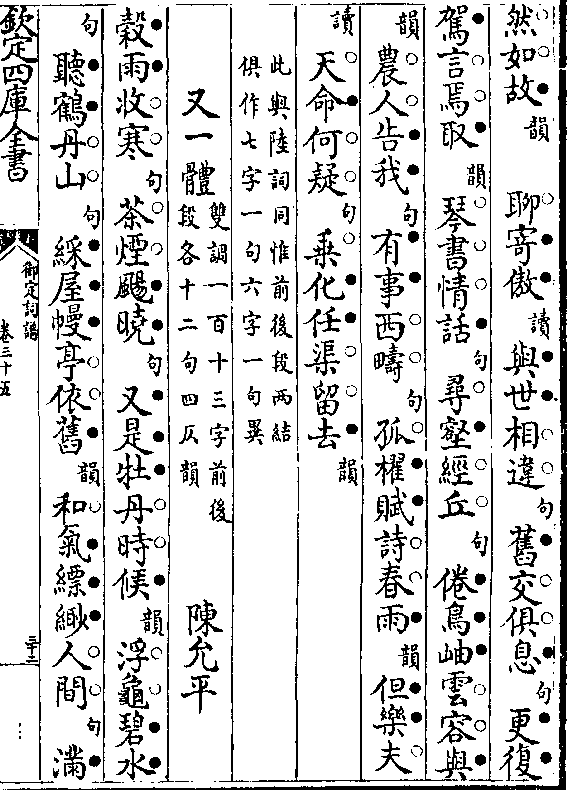 然如故韻 聊寄傲讀與世相違句舊交俱息句更復
駕言焉取韻琴書情話句尋壑經丘句倦鳥岫雲容與
韻農人告我句有事西疇句孤櫂賦詩春雨韻但樂夫
讀天命何疑句乗化任渠留去韻
此與陸詞同惟前後段兩結
俱作七字一句六字一句異
又一體雙調一百十三字前後
段各十二句四仄韻 陳允平
穀雨收寒句茶煙颺曉句又是牡丹時候韻浮龜碧水
句聽鶴丹山句綵屋幔亭依舊韻和氣縹緲人間句滿
欽定四庫全書
御定詞譜
卷三十五
三十二